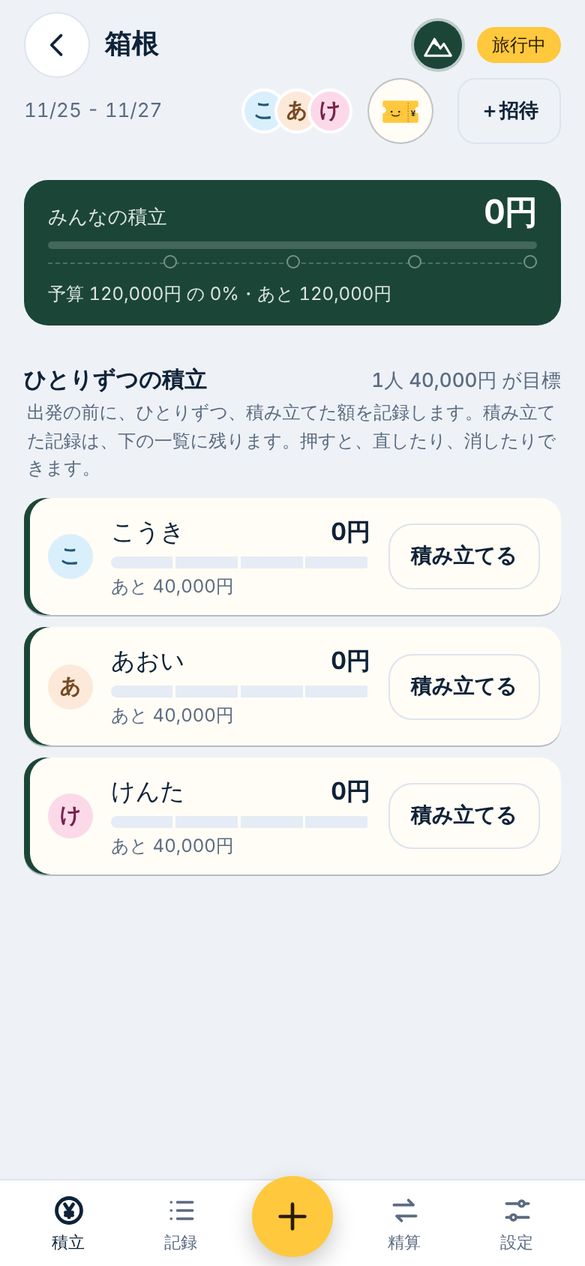 箱根
旅行中
11/25 - 11/27
こ あ け
¥
+招待
みんなの積立
0円
予算 120,000円 の 0%・あと 120,000円
ひとりずつの積立
1人 40,000円 が目標
出発の前に、ひとりずつ、積み立てた額を記録します。積み立て
た記録は、下の一覧に残ります。押すと、直したり、消したりで
きます。
こ
こうき
0円
あと 40,000円
積み立てる
あ
あおい
0円
あと 40,000円
積み立てる
け
けんた
0円
あと 40,000円
積み立てる
¥
積立
記録
+
精算
設定